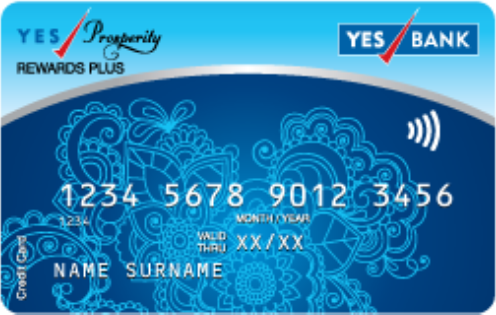 YES Prosperity
REWARDS PLUS
YES BANK
1234 5678 9012 3456
1234
MONTH/YEAR
VALID THRU XX/XX
NAME SURNAME
Credit Card